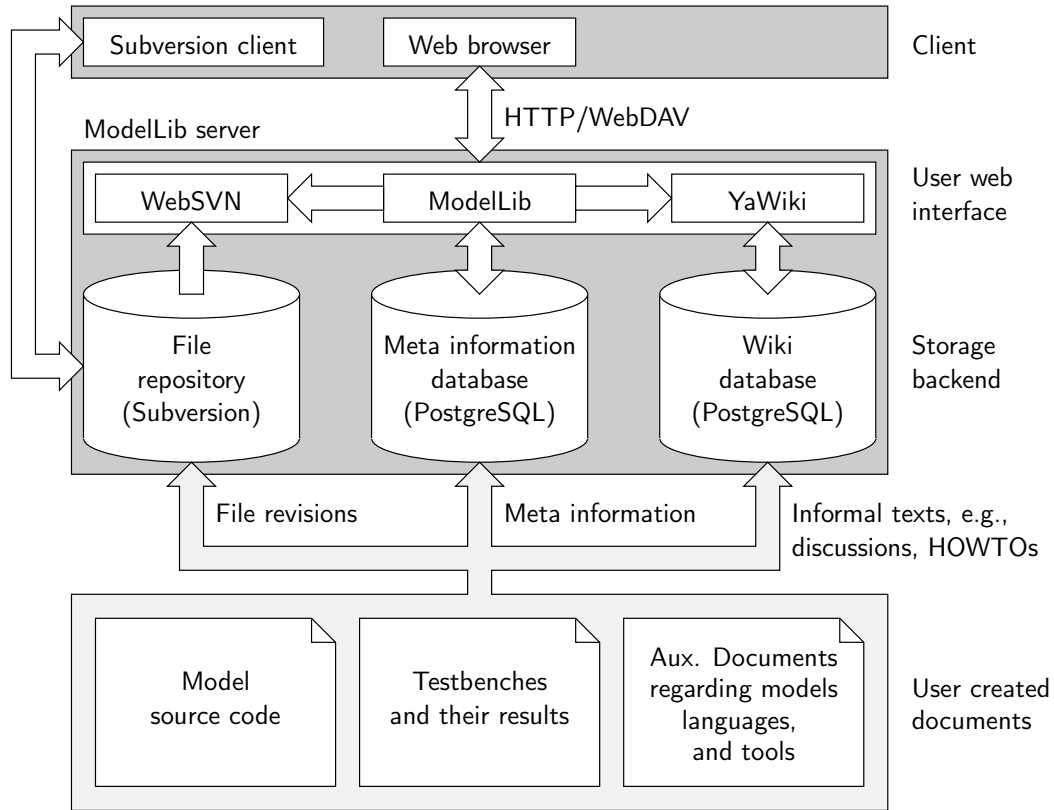 Subversion client
Web browser
Client
HTTP/WebDAV
ModelLib server
WebSVN
ModelLib
YaWiki
User web
interface
File
repository
(Subversion)
Meta information
database
(PostgreSQL)
Wiki
database
(PostgreSQL)
Storage
backend
File revisions
Meta information
Informal texts, e.g.,
discussions, HOWTOs
Model
source code
Testbenches
and their results
Aux. Documents
regarding models
languages,
and tools
User created
documents